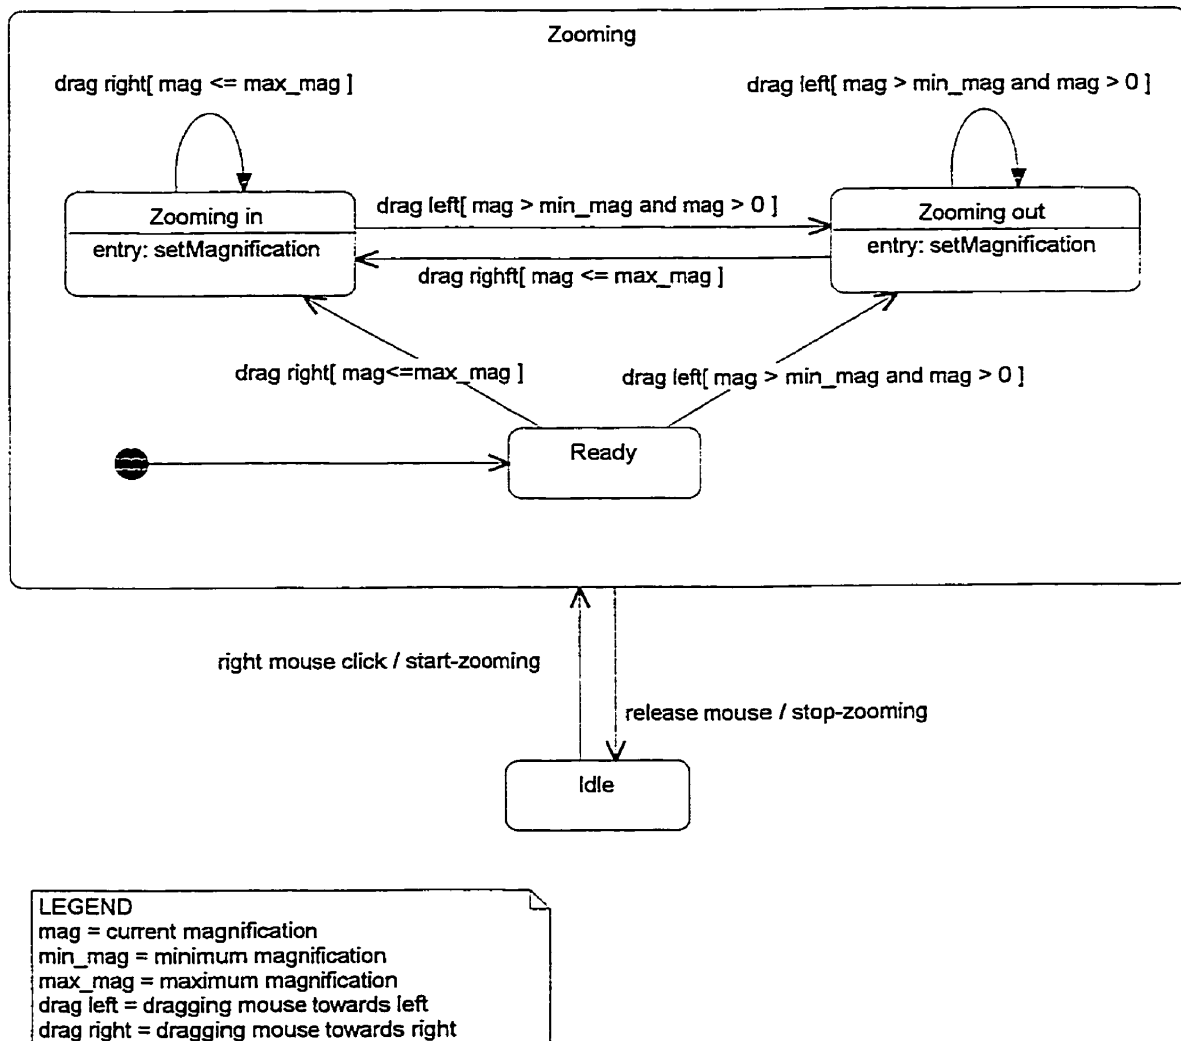 Zooming
drag right[ mag <= max_mag ]
drag left[ mag > min_mag and mag > 0 ]
Zooming in
entry: setMagnification
drag left[ mag > min_mag and mag > 0 ]
drag righft[ mag <= max_mag ]
Zooming out
entry: setMagnification
drag right[ mag<=max_mag ]
drag left[ mag > min_mag and mag > 0 ]
Ready
right mouse click / start-zooming
release mouse / stop-zooming
Idle
LEGEND
mag = current magnification
min_mag = minimum magnification
max_mag = maximum magnification
drag left = dragging mouse towards left
drag right = dragging mouse towards right